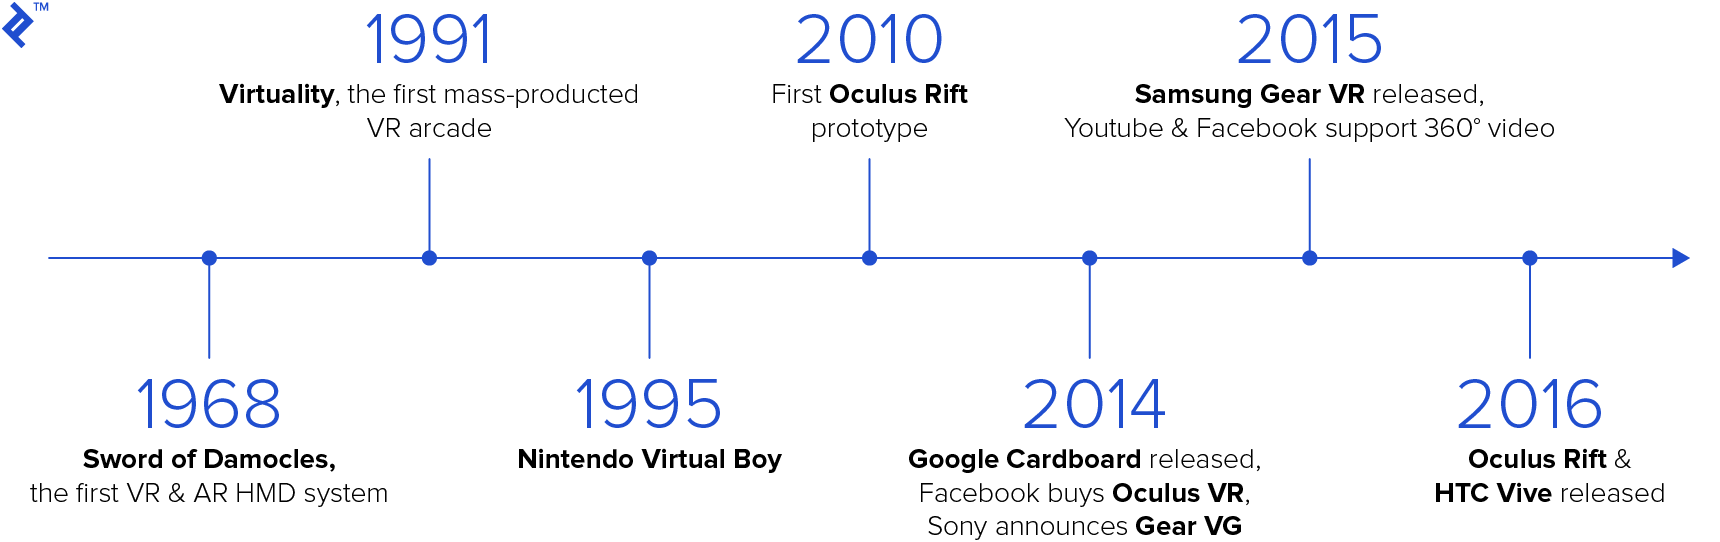 TM
1991
Virtuality, the first mass-produced
VR arcade
2010
First Oculus Rift
prototype
2015
Samsung Gear VR released,
Youtube & Facebook support 360° video
1968
Sword of Damocles,
the first VR & AR HMD system
1995
Nintendo Virtual Boy
2014
Google Cardboard released,
Facebook buys Oculus VR,
Sony announces Gear VG
2016
Oculus Rift &
HTC Vive released